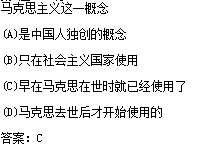 马克思主义这一概念
(A)是中国人独创的概念
(B)只在社会主义国家使用
(C)早在马克思在世时就已经使用了
(D)马克思去世后才开始使用的
答案：C